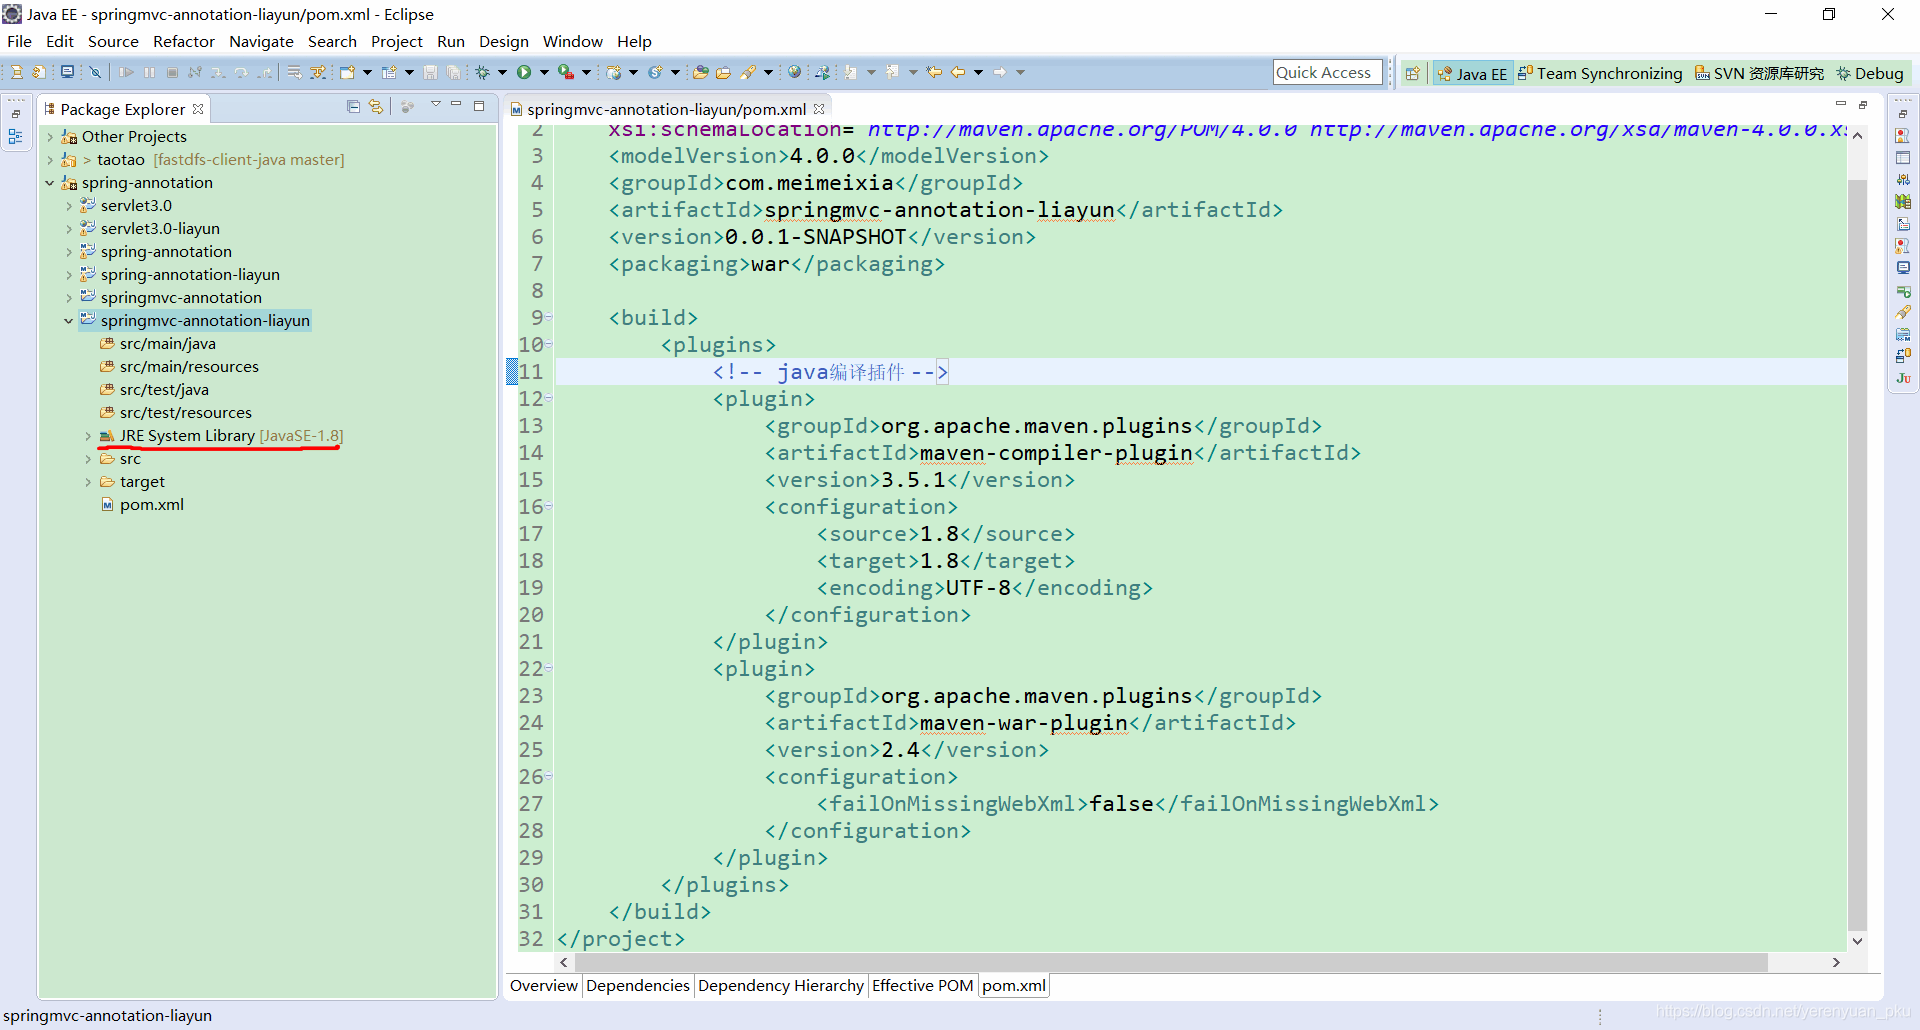 Java EE - springmvc-annotation-liayun/pom.xml - Eclipse
File Edit Source Refactor Navigate Search Project Run Design Window Help
Quick Access
Java EE
Team Synchronizing
SVN 资源库研究
Debug
Package Explorer
Other Projects
> taotao [fastdfs-client-java master]
spring-annotation
servlet3.0
servlet3.0-liayun
spring-annotation
spring-annotation-liayun
springmvc-annotation
springmvc-annotation-liayun
src/main/java
src/main/resources
src/test/java
src/test/resources
JRE System Library [JavaSE-1.8]
src
target
pom.xml
springmvc-annotation-liayun/pom.xml
2 xsi:schemaLocation="http://maven.apache.org/POM/4.0.0 http://maven.apache.org/xsd/maven-4.0.0.xs
3 <modelVersion>4.0.0</modelVersion>
4 <groupId>com.meimeixia</groupId>
5 <artifactId>springmvc-annotation-liayun</artifactId>
6 <version>0.0.1-SNAPSHOT</version>
7 <packaging>war</packaging>
8
9 <build>
10 <plugins>
11 <!-- java编译插件 -->
12 <plugin>
13 <groupId>org.apache.maven.plugins</groupId>
14 <artifactId>maven-compiler-plugin</artifactId>
15 <version>3.5.1</version>
16 <configuration>
17 <source>1.8</source>
18 <target>1.8</target>
19 <encoding>UTF-8</encoding>
20 </configuration>
21 </plugin>
22 <plugin>
23 <groupId>org.apache.maven.plugins</groupId>
24 <artifactId>maven-war-plugin</artifactId>
25 <version>2.4</version>
26 <configuration>
27 <failOnMissingWebXml>false</failOnMissingWebXml>
28 </configuration>
29 </plugin>
30 </plugins>
31 </build>
32 </project>
Overview Dependencies Dependency Hierarchy Effective POM pom.xml
springmvc-annotation-liayun
https://blog.csdn.net/yerenyuan_pku